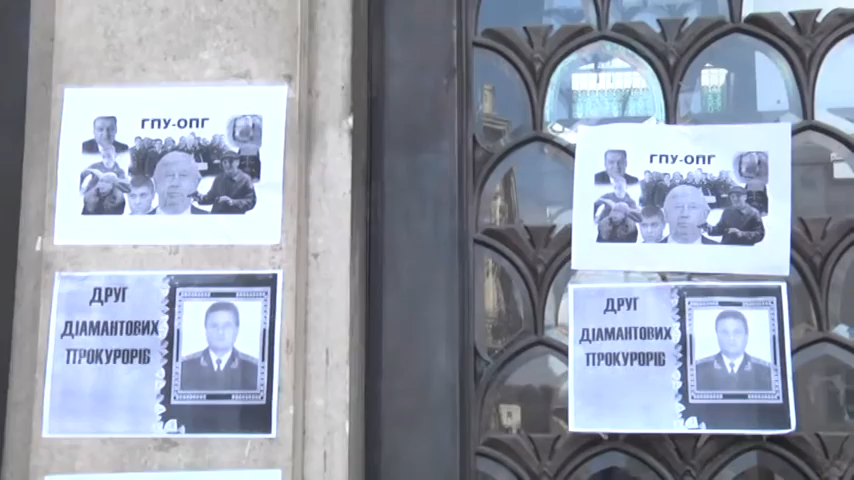 ГПУ-ОПГ
ДРУГ
ДІАМАНТОВИХ
ПРОКУРОРІВ
ГПУ-ОПГ
ДРУГ
ДІАМАНТОВИХ
ПРОКУРОРІВ